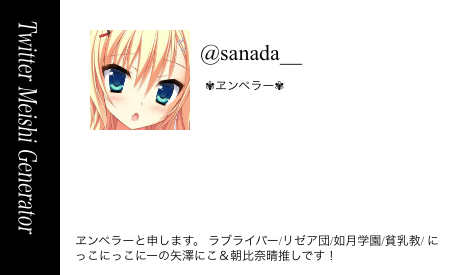 Twitter Meishi Generator
@sanada__
✾ヱンペラー✾
ヱンペラーと申します。 ラブライバー/リゼア団/如月学園/貧乳教/ に
っこにっこにーの矢澤にこ＆朝比奈晴推しです！